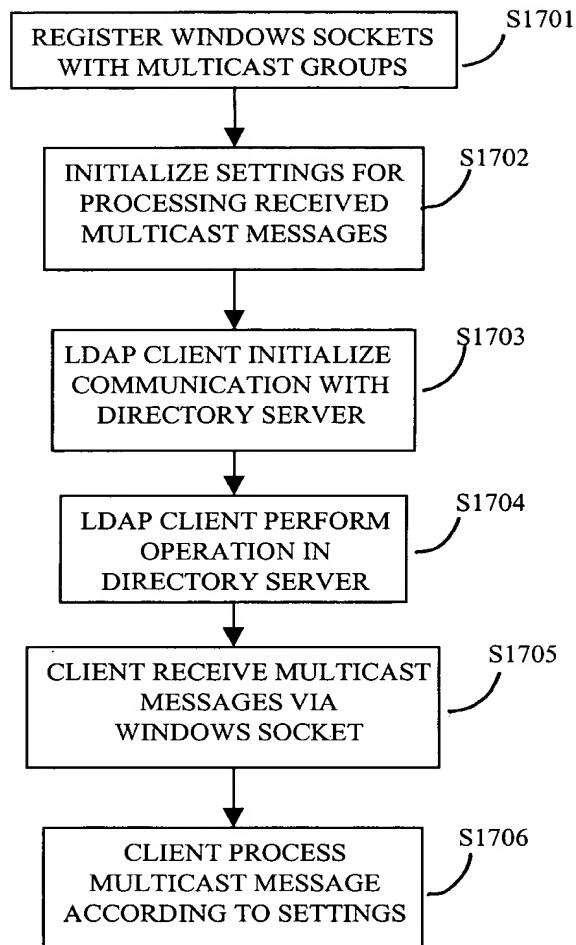 S1701
REGISTER WINDOWS SOCKETS
WITH MULTICAST GROUPS
S1702
INITIALIZE SETTINGS FOR
PROCESSING RECEIVED
MULTICAST MESSAGES
S1703
LDAP CLIENT INITIALIZE
COMMUNICATION WITH
DIRECTORY SERVER
S1704
LDAP CLIENT PERFORM
OPERATION IN
DIRECTORY SERVER
S1705
CLIENT RECEIVE MULTICAST
MESSAGES VIA
WINDOWS SOCKET
S1706
CLIENT PROCESS
MULTICAST MESSAGE
ACCORDING TO SETTINGS